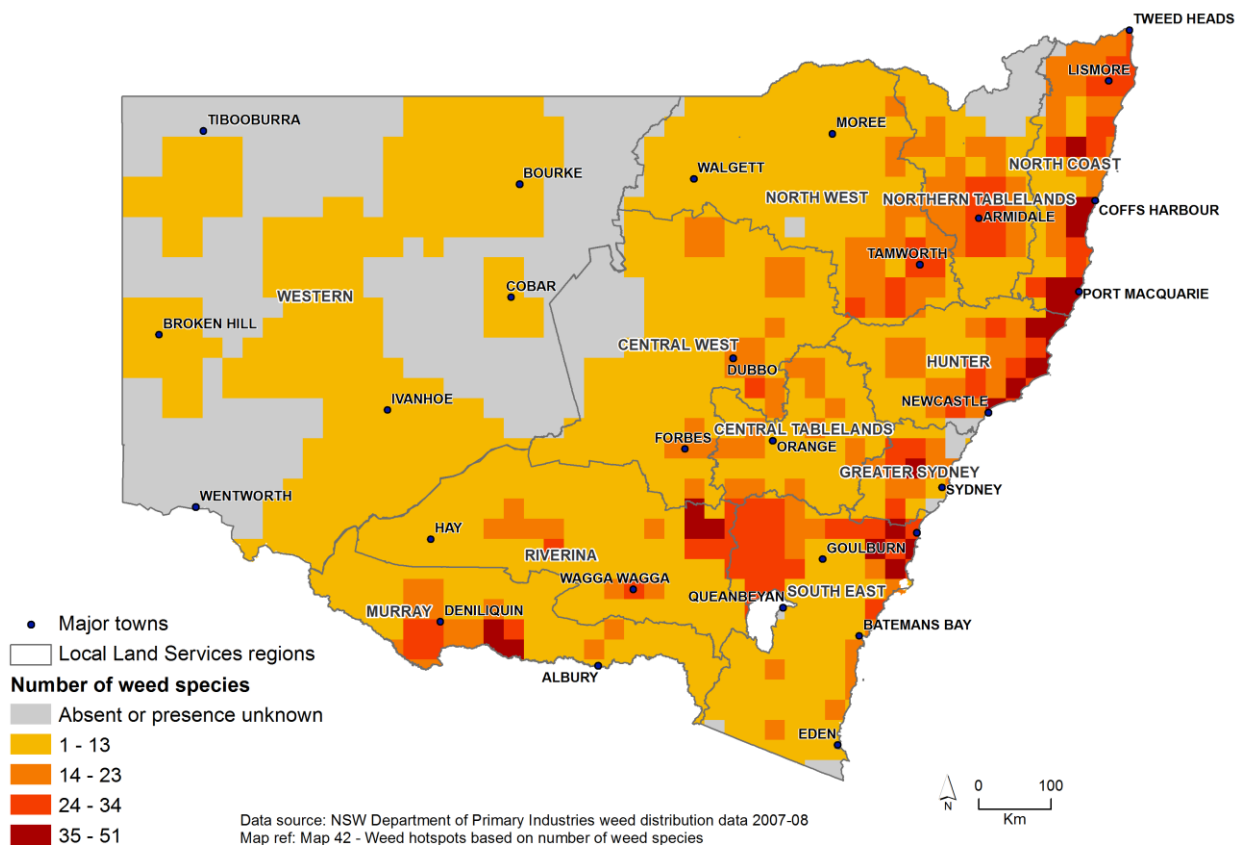 TWEED HEADS
LISMORE
TIBOOBURRA
MOREE
NORTH COAST
BOURKE
WALGETT
NORTH WEST
NORTHERN TABLELANDS
COFFS HARBOUR
ARMIDALE
TAMWORTH
COBAR
WESTERN
PORT MACQUARIE
BROKEN HILL
CENTRAL WEST
HUNTER
DUBBO
IVANHOE
NEWCASTLE
CENTRAL TABLELANDS
FORBES
ORANGE
GREATER SYDNEY
SYDNEY
WENTWORTH
HAY
RIVERINA
GOULBURN
WAGGA WAGGA
QUEANBEYAN
SOUTH EAST
MURRAY
DENILIQUIN
BATEMANS BAY
ALBURY
EDEN
Major towns
Local Land Services regions
Number of weed species
Absent or presence unknown
1 - 13
14 - 23
24 - 34
35 - 51
N
0 100
Km
Data source: NSW Department of Primary Industries weed distribution data 2007-08
Map ref: Map 42 - Weed hotspots based on number of weed species